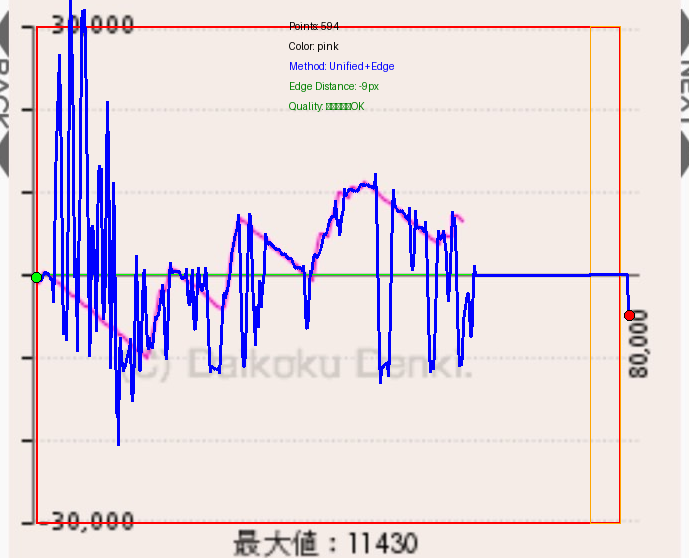 30,000
Points: 594
Color: pink
Method: Unified+Edge
Edge Distance: -9px
Quality: OK
BACK
NEXT
(C) Daikoku Denki.
80,000
-30,000
最大値：11430